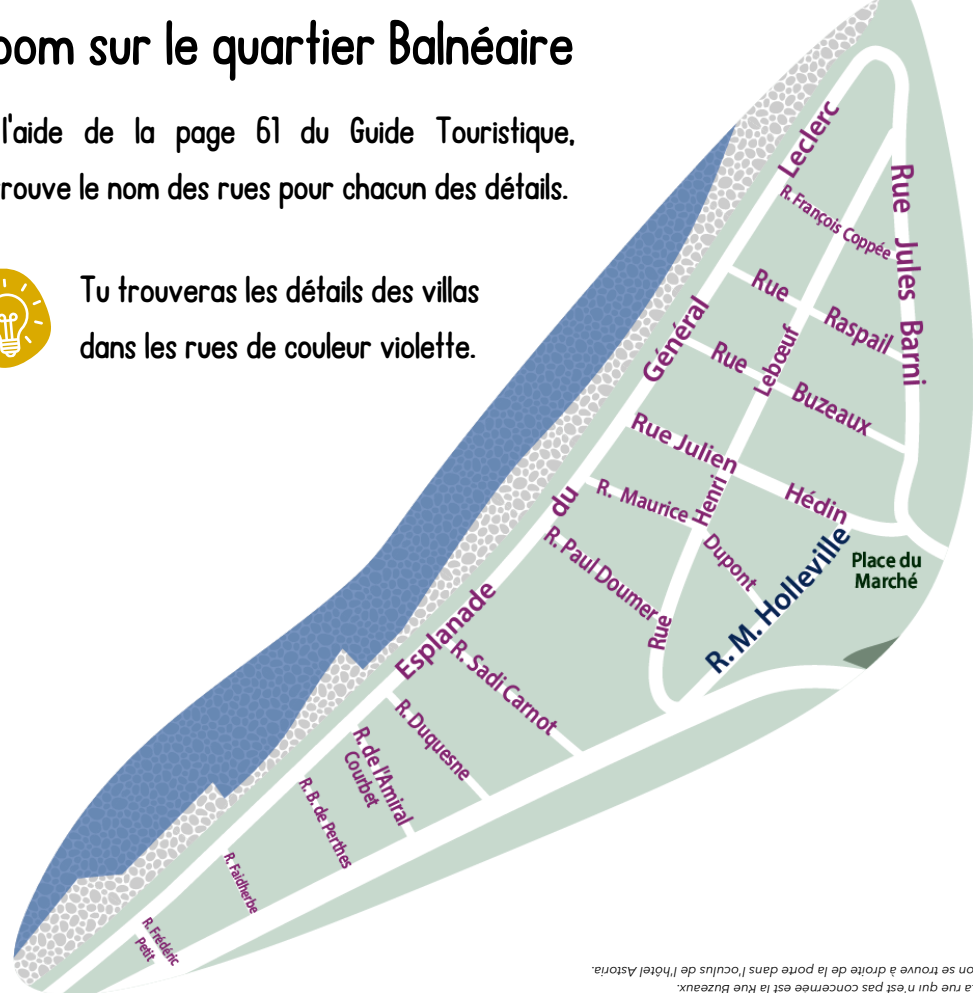 oom sur le quartier Balnéaire
l'aide de la page 61 du Guide Touristique,
rouve le nom des rues pour chacun des détails.
Tu trouveras les détails des villas
dans les rues de couleur violette.
Esplanade du Général Leclerc
R. François Coppée
Rue Jules Barni
Rue Raspail
Rue Buzeaux
Rue Henri Lebœuf
Rue Julien Hédin
R. Maurice Dupont
R. Paul Doumer
R. M. Holleville
Place du
Marché
R. Sadi Carnot
R. Duquesne
R. de l'Amiral
Courbet
R. B. de Perthes
R. Faidherbe
R. Frédéric
Petit
a rue qui n'est pas concernée est la Rue Buzeaux.
on se trouve à droite de la porte dans l'oculus de l'hôtel Astoria.